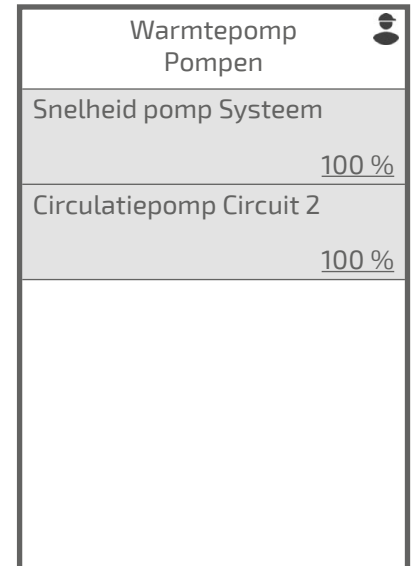 Warmtepomp
Pompen
Snelheid pomp Systeem
100 %
Circulatiepomp Circuit 2
100 %